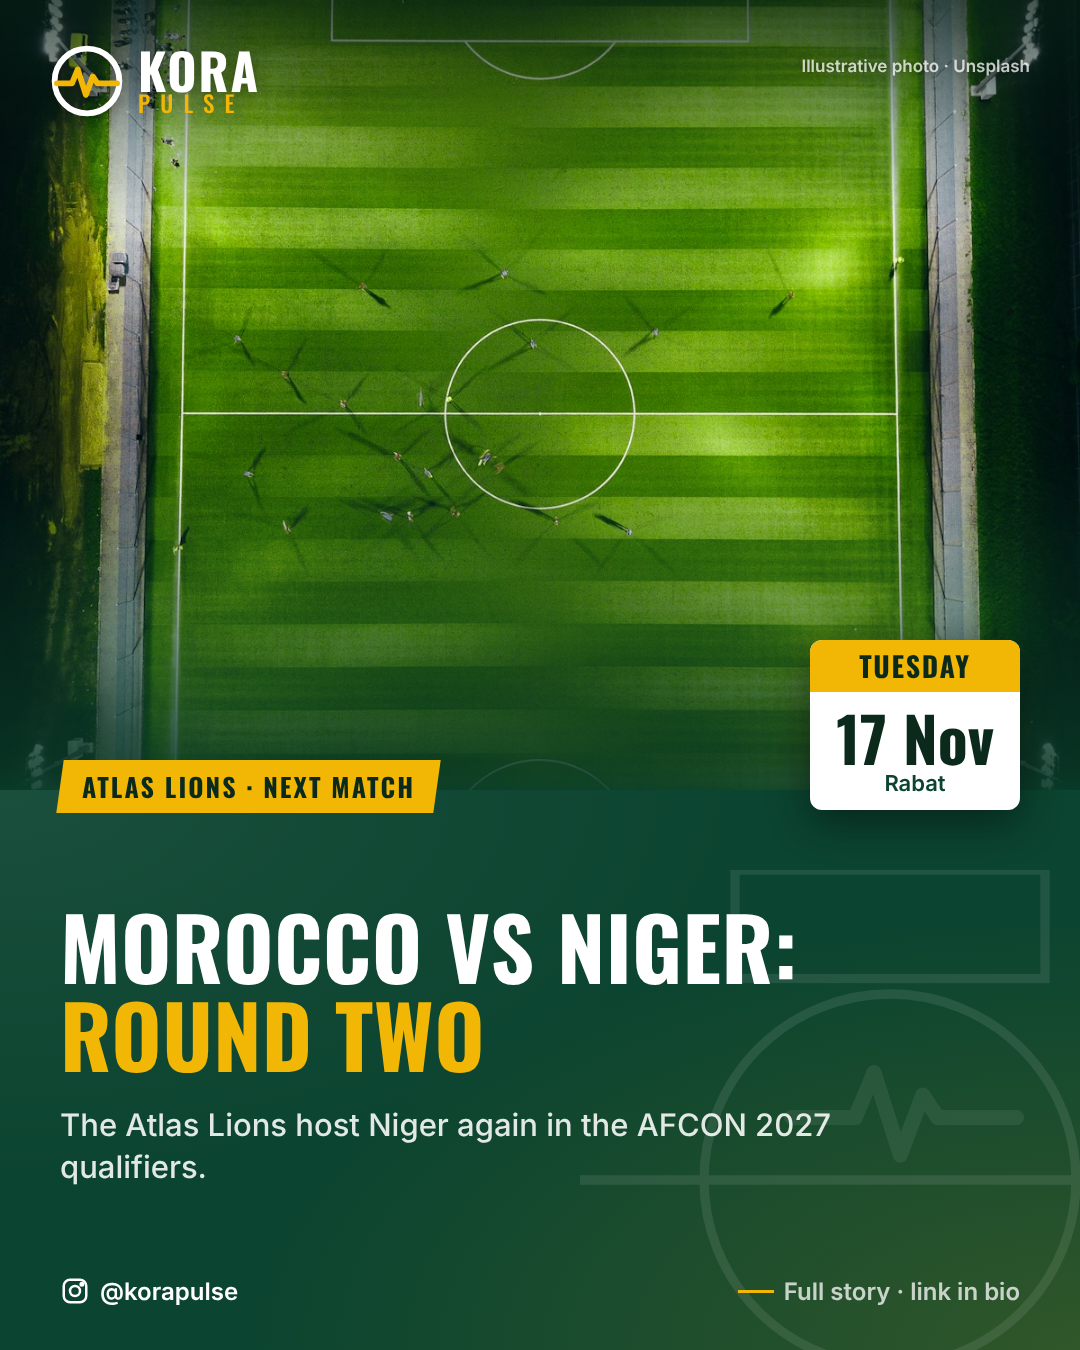 KORA
PULSE
Illustrative photo · Unsplash
TUESDAY
17 Nov
Rabat
ATLAS LIONS · NEXT MATCH
MOROCCO VS NIGER:
ROUND TWO
The Atlas Lions host Niger again in the AFCON 2027
qualifiers.
@korapulse
Full story · link in bio